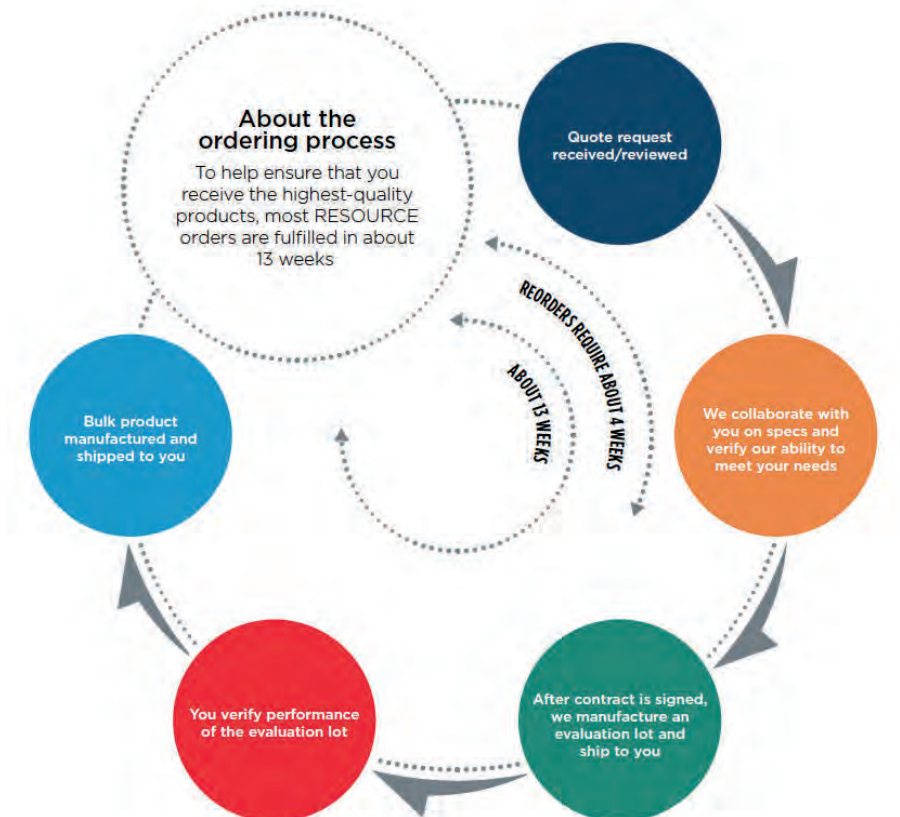 About the
ordering process
To help ensure that you
receive the highest-quality
products, most RESOURCE
orders are fulfilled in about
13 weeks
Quote request
received/reviewed
REORDERS REQUIRE ABOUT 4 WEEKS
ABOUT 13 WEEKS
We collaborate with
you on specs and
verify our ability to
meet your needs
After contract is signed,
we manufacture an
evaluation lot and
ship to you
You verify performance
of the evaluation lot
Bulk product
manufactured and
shipped to you